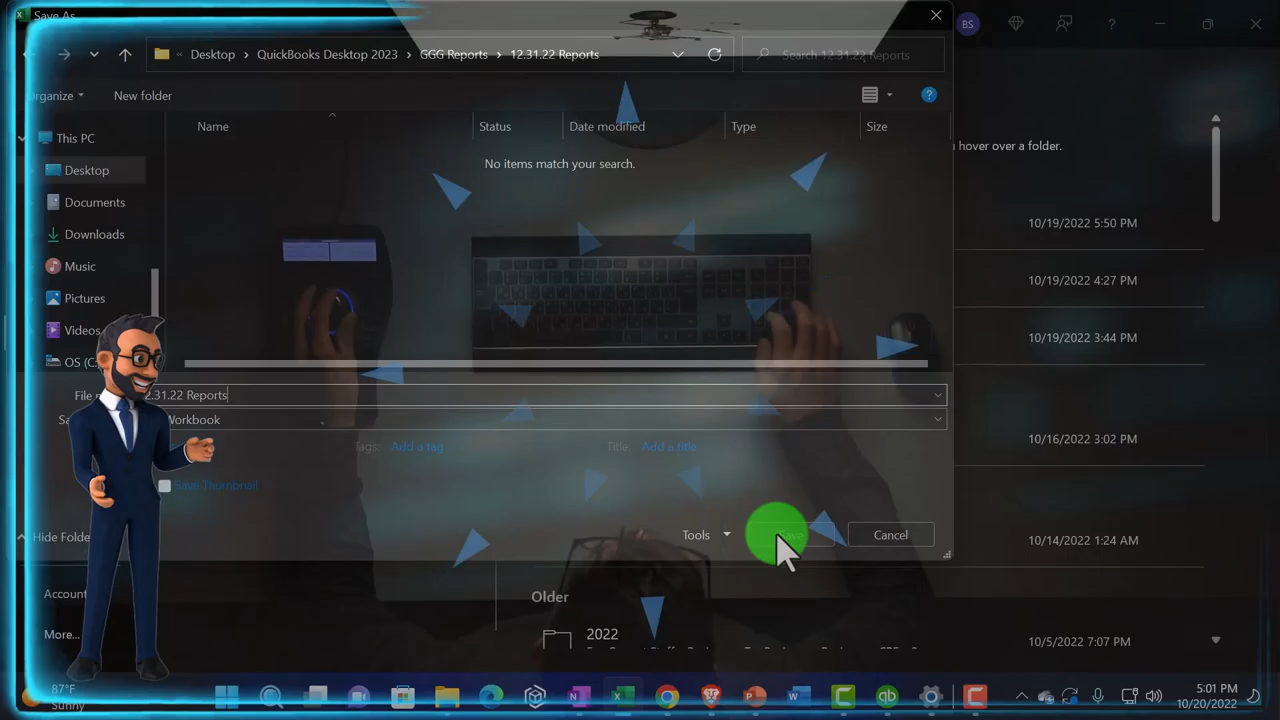 Save As
BS
?
« Desktop > QuickBooks Desktop 2023 > GGG Reports > 12.31.22 Reports
Search 12.31.22 Reports
Organize
New folder
?
This PC
Desktop
Documents
Downloads
Music
Pictures
Videos
OS (C:
Name
Status
Date modified
Type
Size
No items match your search.
hover over a folder.
10/19/2022 5:50 PM
10/19/2022 4:27 PM
10/19/2022 3:44 PM
10/16/2022 3:02 PM
10/14/2022 1:24 AM
10/5/2022 7:07 PM
File
2.31.22 Reports
Sa
Workbook
Tags: Add a tag
Title: Add a title
Save Thumbnail
Tools
Save
Cancel
Hide Folde
Account
More...
Older
2022
87°F
Sunny
5:01 PM
10/20/2022